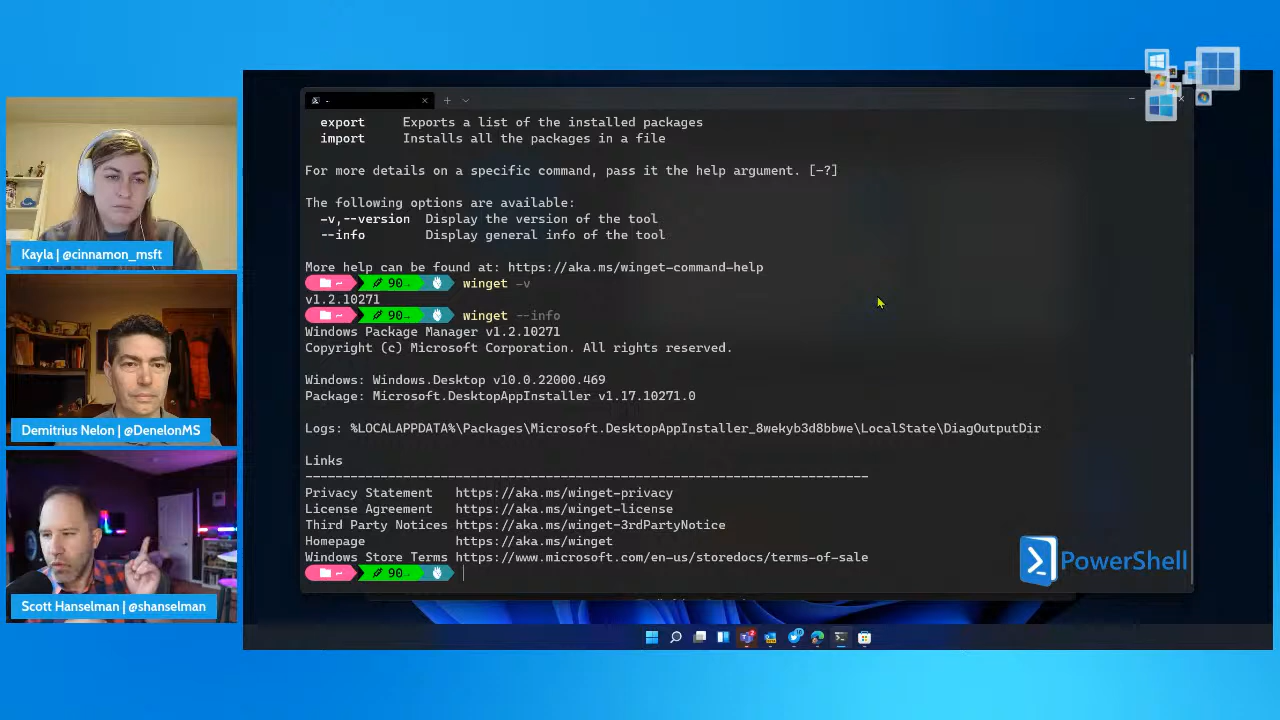 Kayla | @cinnamon_msft
Demitrius Nelon | @DenelonMS
Scott Hanselman | @shanselman
-
export Exports a list of the installed packages
import Installs all the packages in a file
For more details on a specific command, pass it the help argument. [-?]
The following options are available:
-v,--version Display the version of the tool
--info Display general info of the tool
More help can be found at: https://aka.ms/winget-command-help
~ 90 winget -v
v1.2.10271
~ 90 winget --info
Windows Package Manager v1.2.10271
Copyright (c) Microsoft Corporation. All rights reserved.
Windows: Windows.Desktop v10.0.22000.469
Package: Microsoft.DesktopAppInstaller v1.17.10271.0
Logs: %LOCALAPPDATA%\Packages\Microsoft.DesktopAppInstaller_8wekyb3d8bbwe\LocalState\DiagOutputDir
Links
-----------------------------------------------------------------------------
Privacy Statement https://aka.ms/winget-privacy
License Agreement https://aka.ms/winget-license
Third Party Notices https://aka.ms/winget-3rdPartyNotice
Homepage https://aka.ms/winget
Windows Store Terms https://www.microsoft.com/en-us/storedocs/terms-of-sale
~ 90
PowerShell